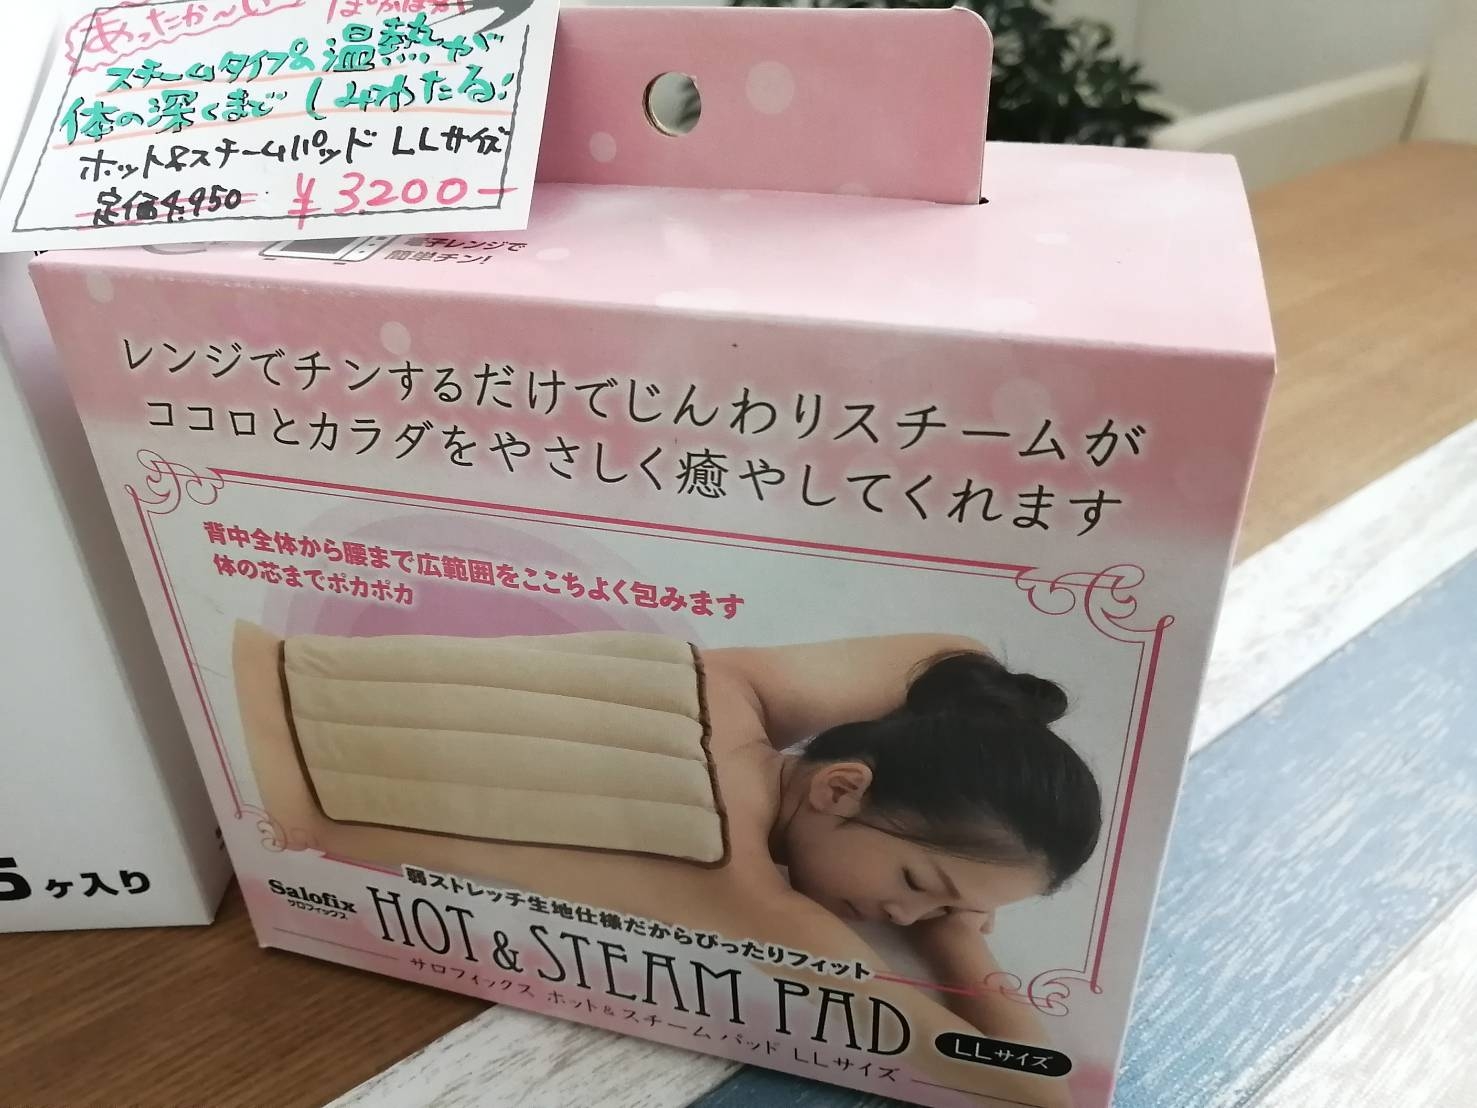 あったか〜い
スチームタイプ&温熱が
体の深くまでしみわたる!
ホット&スチームパッド LLサイズ
定価4,950 ¥3200-
電子レンジで
簡単チン!
レンジでチンするだけでじんわりスチームが
ココロとカラダをやさしく癒やしてくれます
背中全体から腰まで広範囲をここちよく包みます
体の芯までポカポカ
弱ストレッチ生地仕様だからぴったりフィット
Salofix
サロフィックス
HOT & STEAM PAD
サロフィックス ホット&スチームパッド LLサイズ
LLサイズ
5ヶ入り